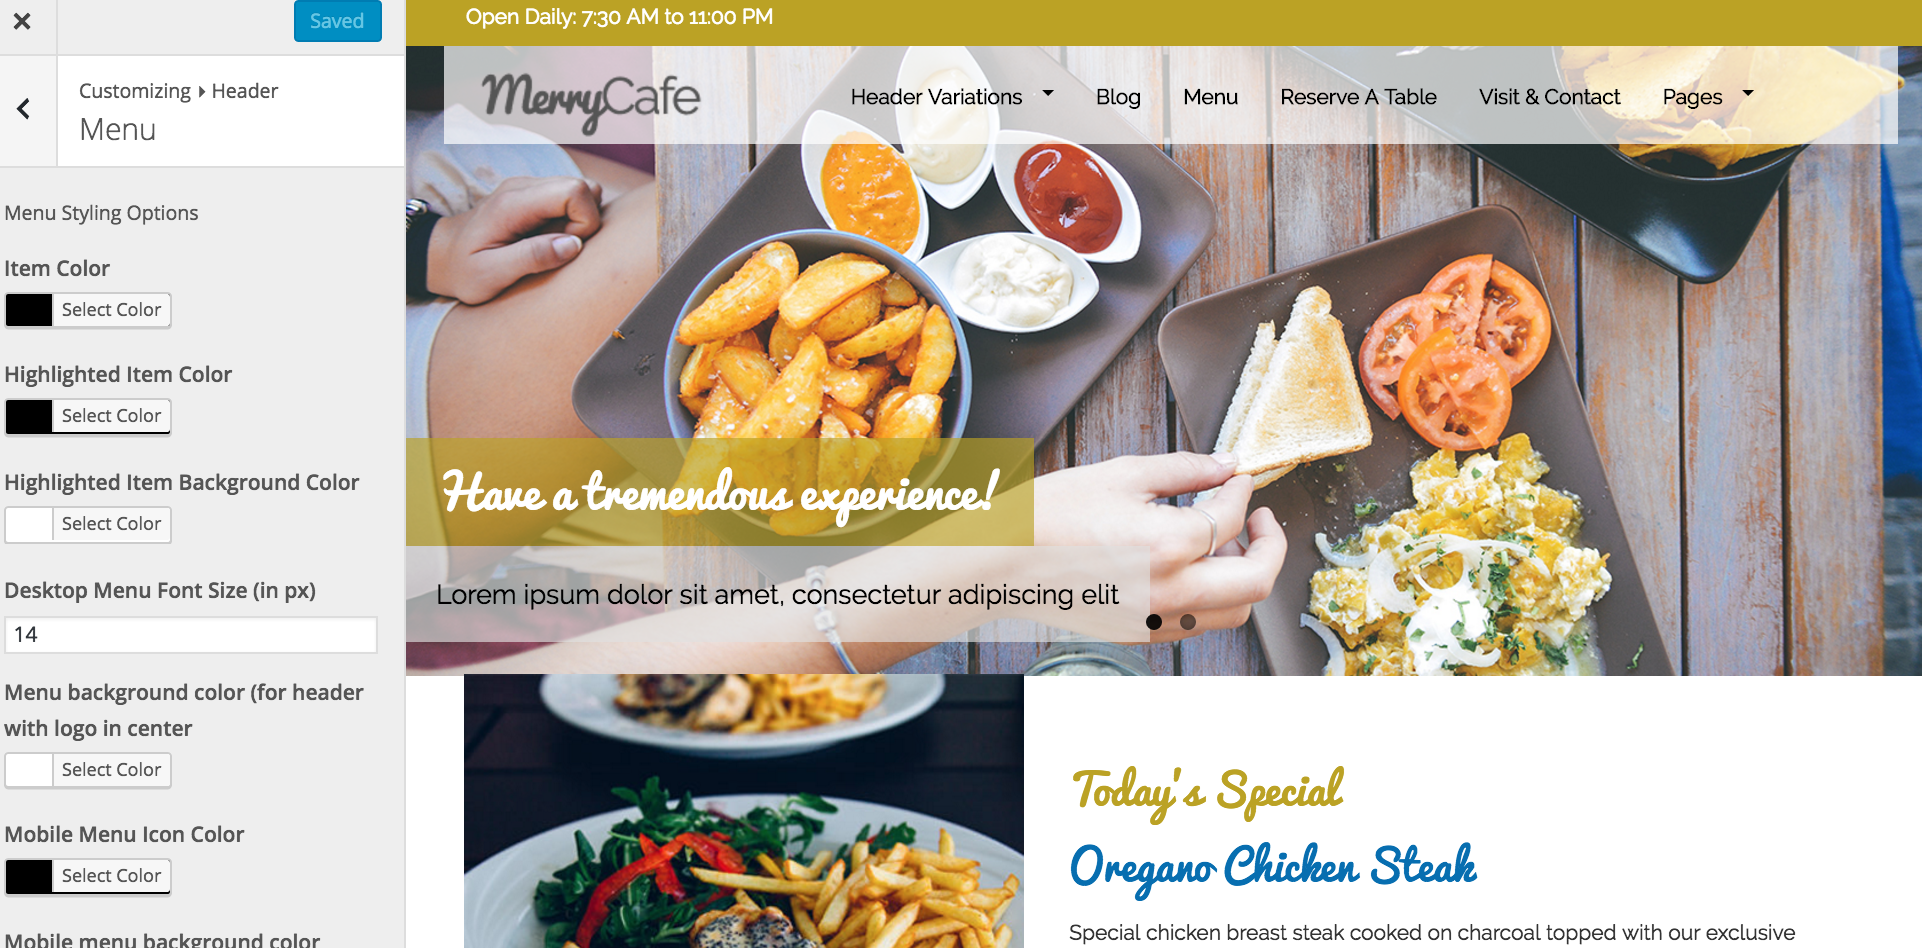 Saved
Customizing Header
Menu
Menu Styling Options
Item Color
Select Color
Highlighted Item Color
Select Color
Highlighted Item Background Color
Select Color
Desktop Menu Font Size (in px)
14
Menu background color (for header
with logo in center
Select Color
Mobile Menu Icon Color
Select Color
Mobile menu background color
Open Daily: 7:30 AM to 11:00 PM
MerryCafe
Header Variations Blog Menu Reserve A Table Visit & Contact Pages
Have a tremendous experience!
Lorem ipsum dolor sit amet, consectetur adipiscing elit
Today's Special
Oregano Chicken Steak
Special chicken breast steak cooked on charcoal topped with our exclusive